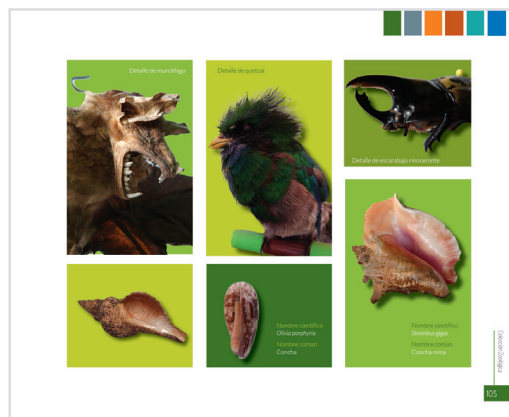 Detalle de murciélago
Detalle de quetzal
Detalle de escarabajo rinoceronte
Nombre científico
Olivia porphyria
Nombre común
Concha
Nombre científico
Strombus gigas
Nombre común
Concha reina
Colección Zoológica
105